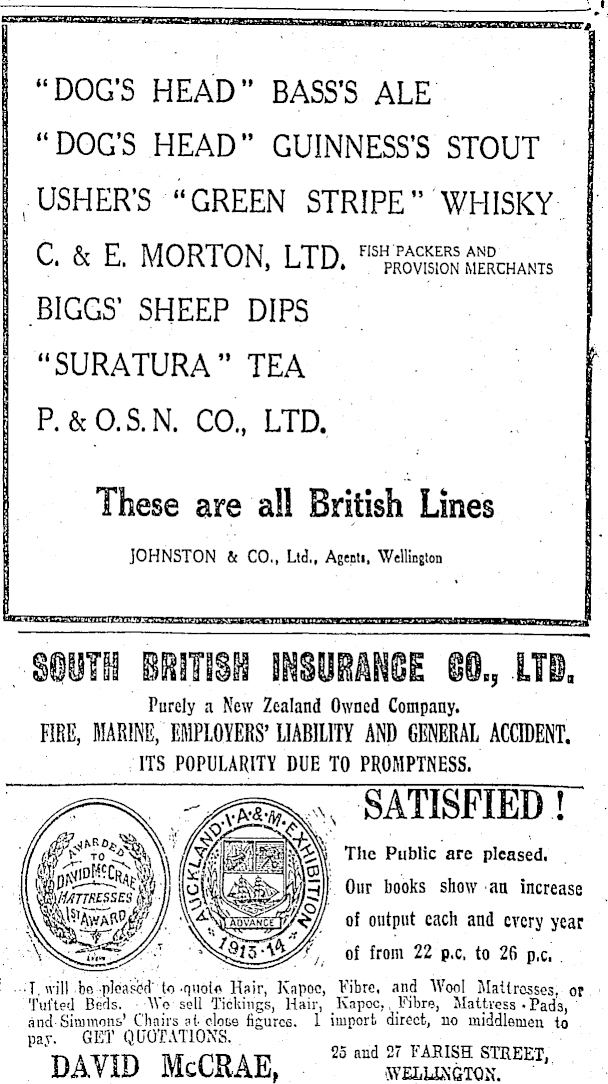 "DOG'S HEAD" BASS'S ALE
"DOG'S HEAD" GUINNESS'S STOUT
USHER'S "GREEN STRIPE" WHISKY
C. & E. MORTON, LTD. FISH PACKERS AND
PROVISION MERCHANTS
BIGGS' SHEEP DIPS
"SURATURA" TEA
P. & O.S.N. CO., LTD.
These are all British Lines
JOHNSTON & CO., Ltd., Agents, Wellington
SOUTH BRITISH INSURANCE CO., LTD.
Purely a New Zealand Owned Company.
FIRE, MARINE, EMPLOYERS' LIABILITY AND GENERAL ACCIDENT.
ITS POPULARITY DUE TO PROMPTNESS.
AWARDED
TO
DAVID McCRAE
MATTRESSES
1ST AWARD
AUCKLAND·I·A·&·M·EXHIBITION
ADVANCE
1913-14
SATISFIED!
The Public are pleased.
Our books show an increase
of output each and every year
of from 22 p.c. to 26 p.c.
I will be pleased to quote Hair, Kapoc, Fibre, and Wool Mattresses, or
Tufted Beds. We sell Tickings, Hair, Kapoc, Fibre, Mattress Pads,
and Simmons' Chairs at close figures. I import direct, no middlemen to
pay. GET QUOTATIONS.
DAVID McCRAE,
25 and 27 FARISH STREET,
WELLINGTON.